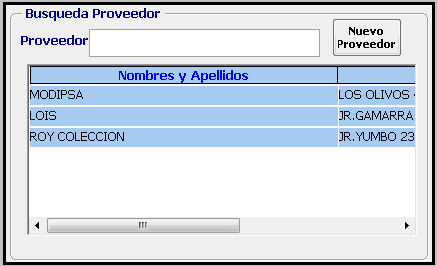 Busqueda Proveedor
Proveedor
Nuevo
Proveedor
Nombres y Apellidos
MODIPSA LOS OLIVOS
LOIS JR.GAMARRA
ROY COLECCION JR.YUMBO 23